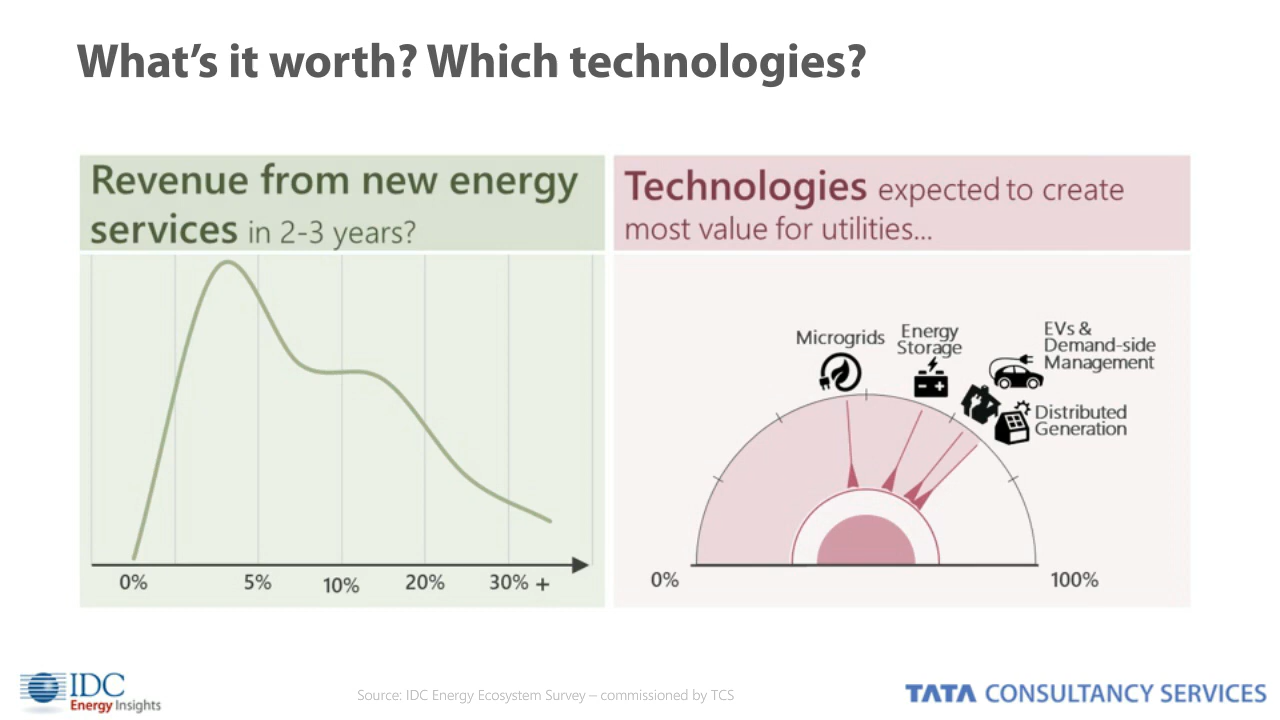 What's it worth? Which technologies?
Revenue from new energy
services in 2-3 years?
0%
5%
10%
20%
30% +
Technologies expected to create
most value for utilities...
Microgrids
Energy
Storage
EVs &
Demand-side
Management
Distributed
Generation
0%
100%
IDC
Energy Insights
Source: IDC Energy Ecosystem Survey – commissioned by TCS
TATA CONSULTANCY SERVICES